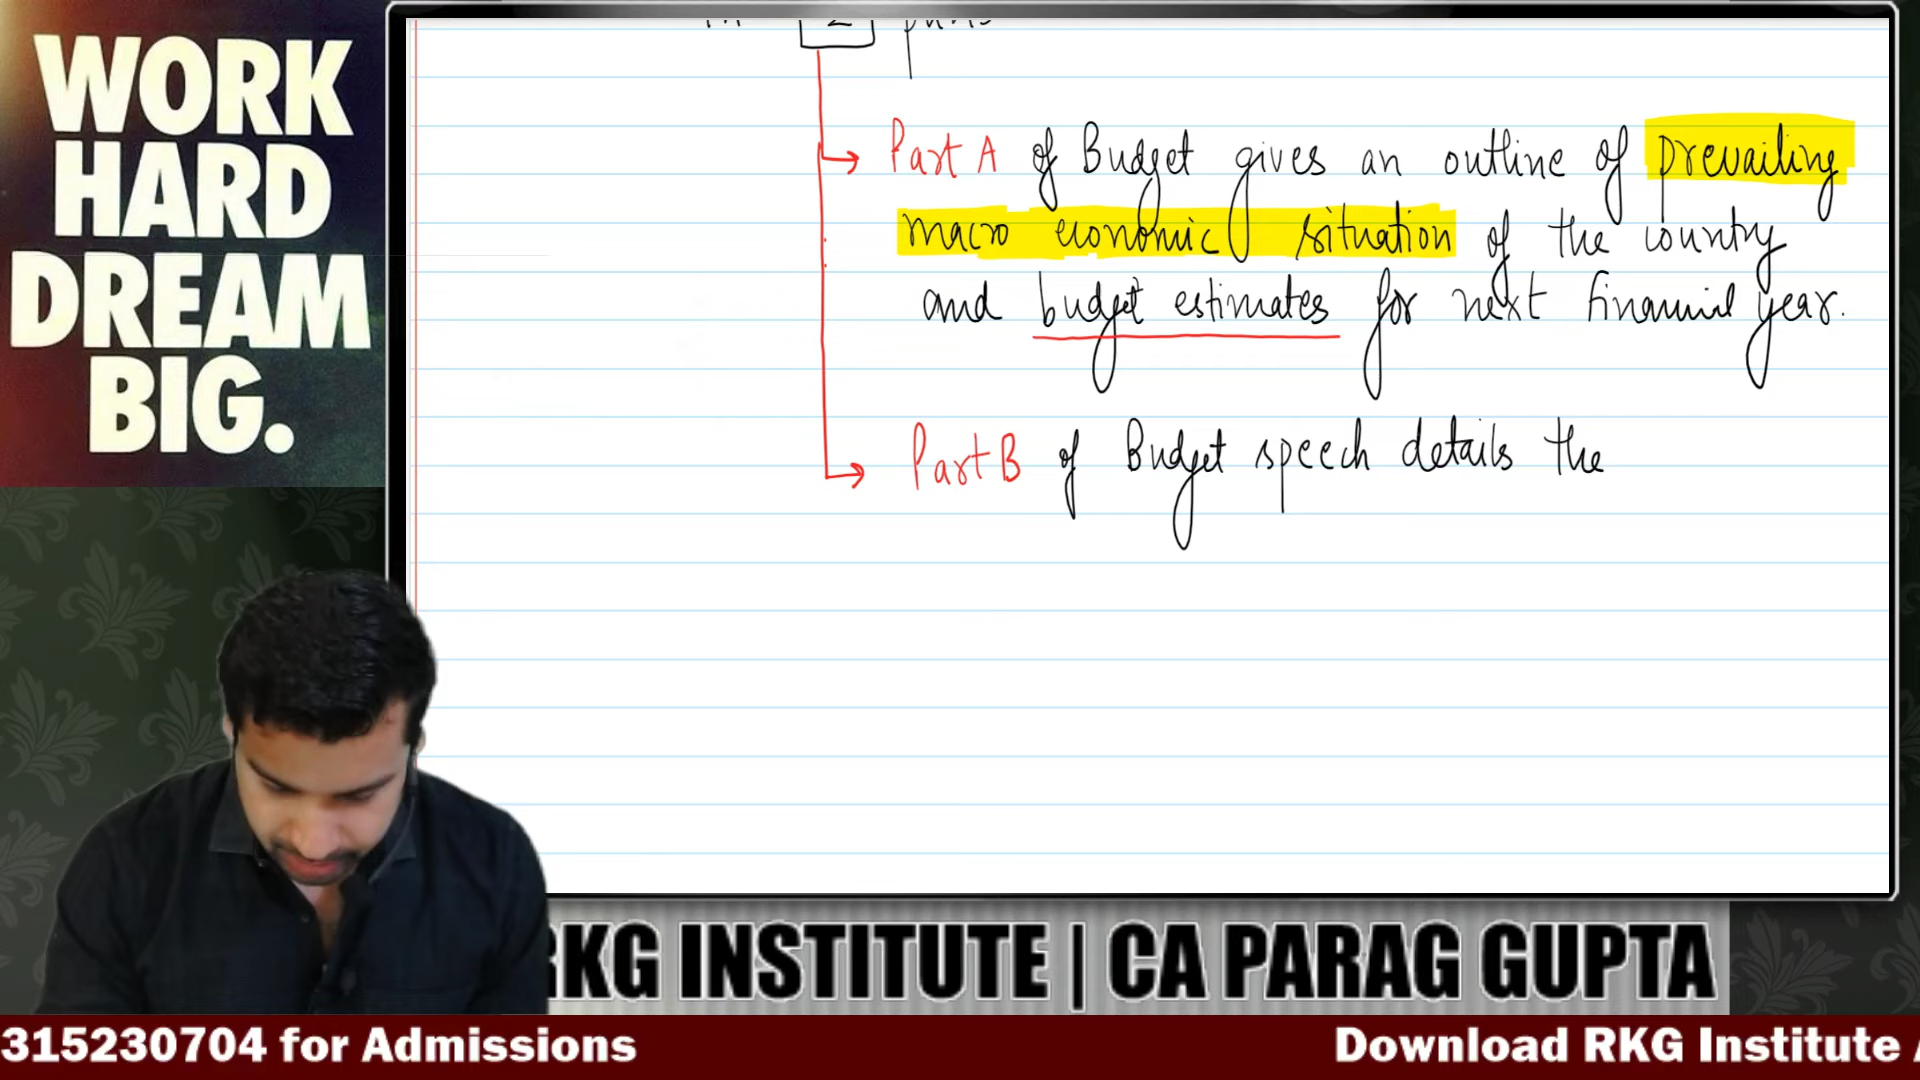 WORK
HARD
DREAM
BIG.
Part A of Budget gives an outline of prevailing
macro economic situation of the country
and budget estimates for next financial year.
Part B of Budget speech details the
RKG INSTITUTE | CA PARAG GUPTA
315230704 for Admissions
Download RKG Institute